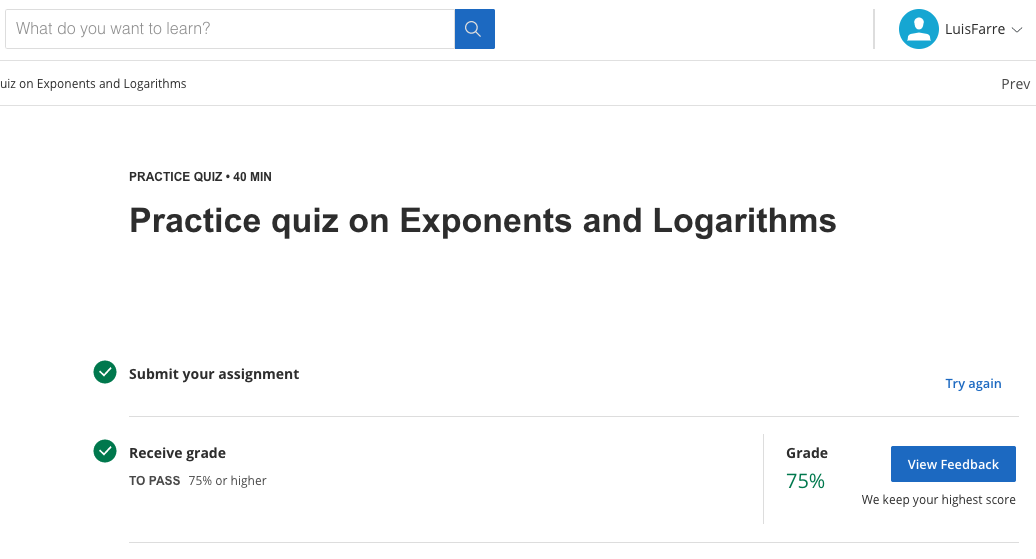 What do you want to learn?
LuisFarre
uiz on Exponents and Logarithms
Prev
PRACTICE QUIZ • 40 MIN
Practice quiz on Exponents and Logarithms
Submit your assignment
Try again
Receive grade
TO PASS 75% or higher
Grade
75%
View Feedback
We keep your highest score